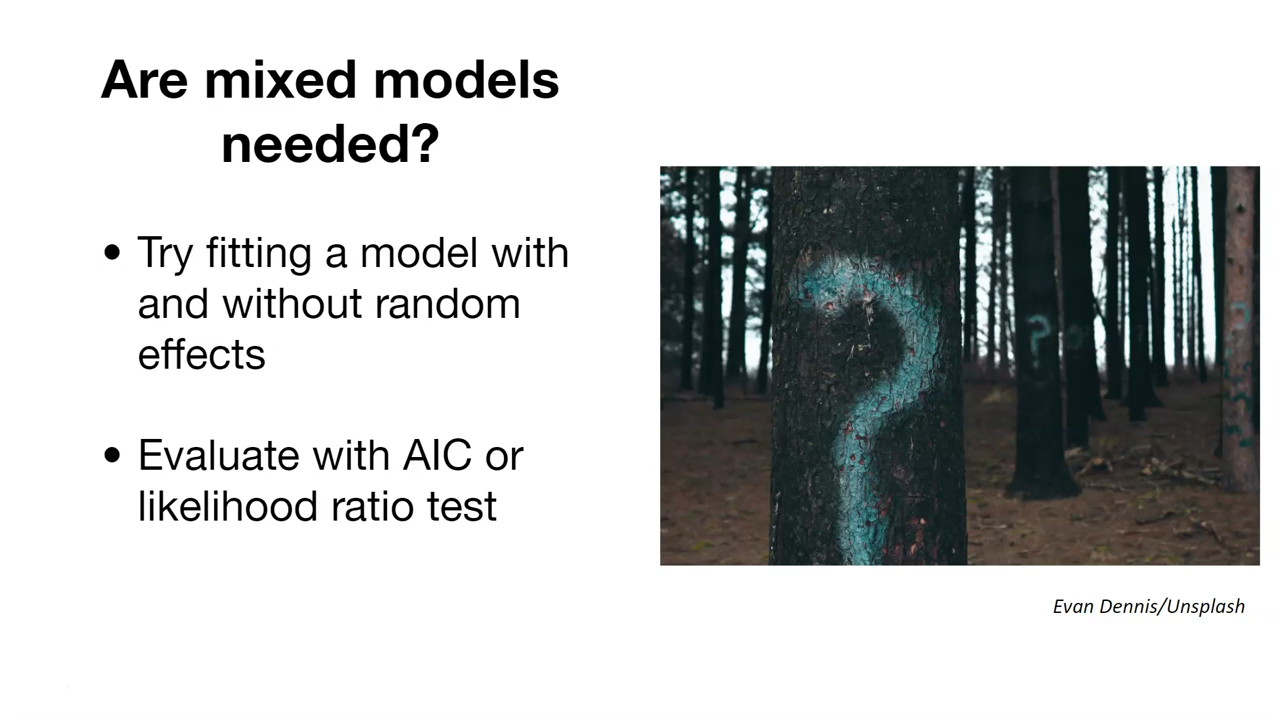 Are mixed models
needed?
• Try fitting a model with
and without random
effects
• Evaluate with AIC or
likelihood ratio test
?
?
?
Evan Dennis/Unsplash